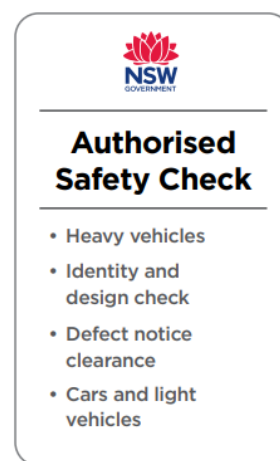 NSW
GOVERNMENT
Authorised
Safety Check
• Heavy vehicles
• Identity and
design check
• Defect notice
clearance
• Cars and light
vehicles